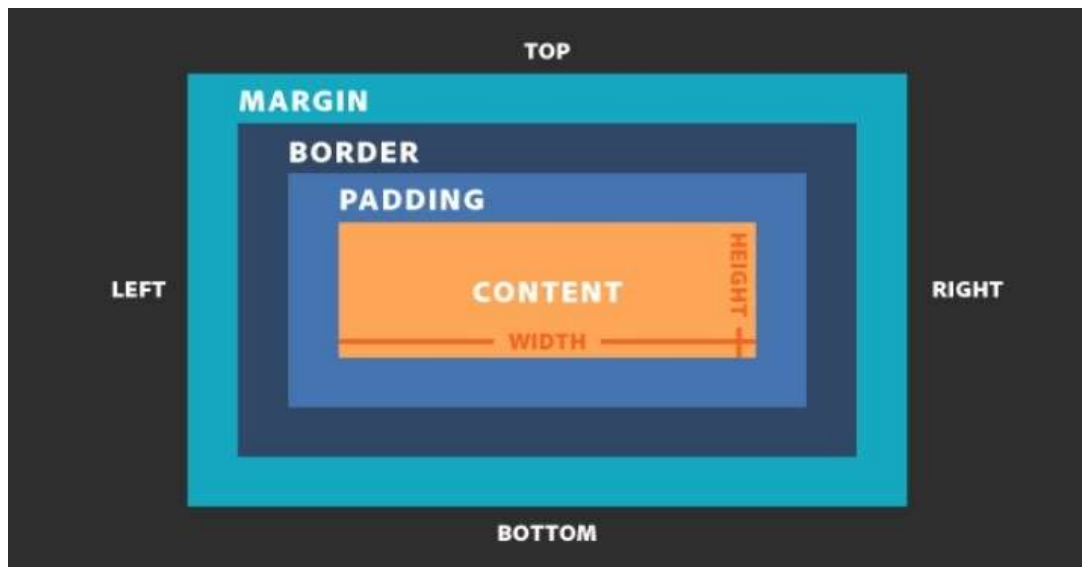 TOP
MARGIN
BORDER
PADDING
HEIGHT
LEFT
CONTENT
RIGHT
WIDTH
BOTTOM